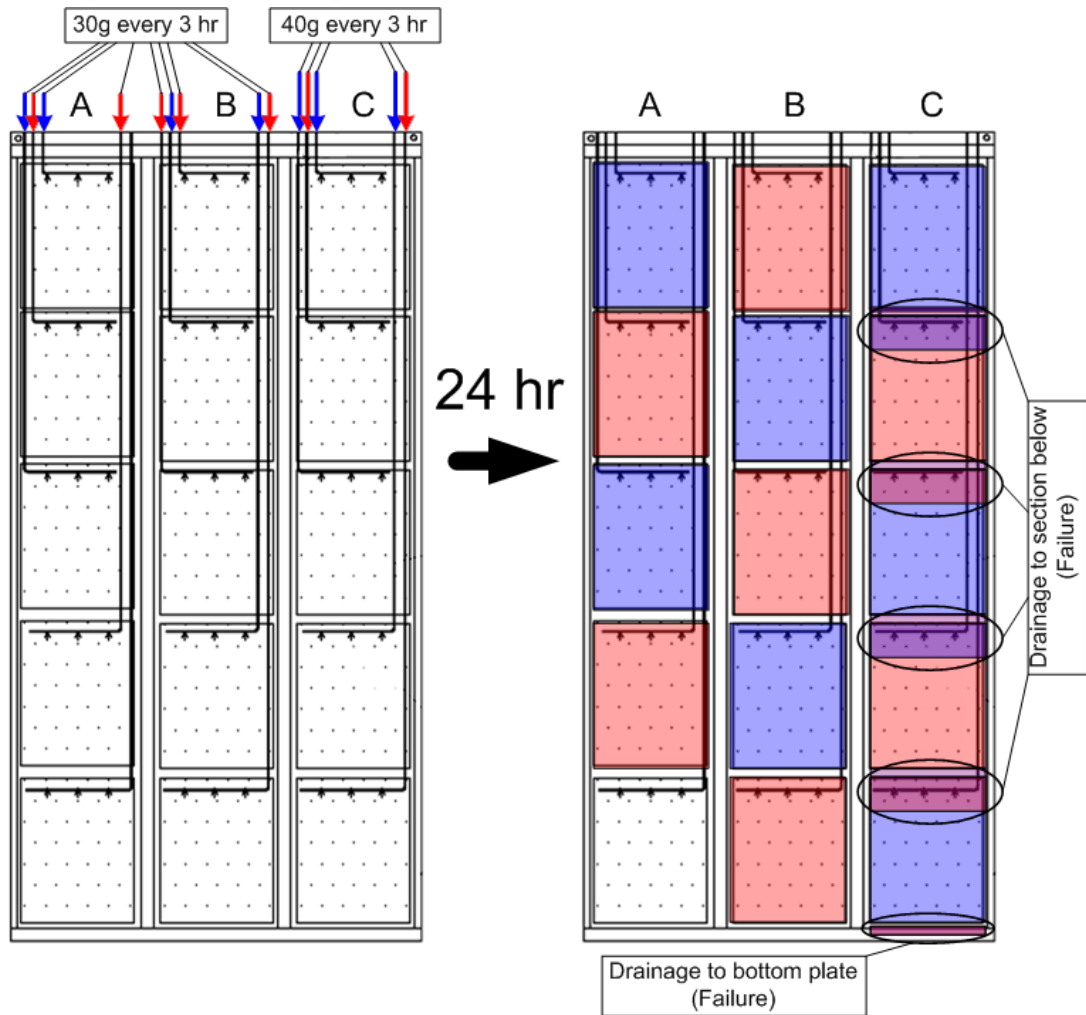 30g every 3 hr
40g every 3 hr
A
B
C
24 hr
A
B
C
Drainage to section below
(Failure)
Drainage to bottom plate
(Failure)